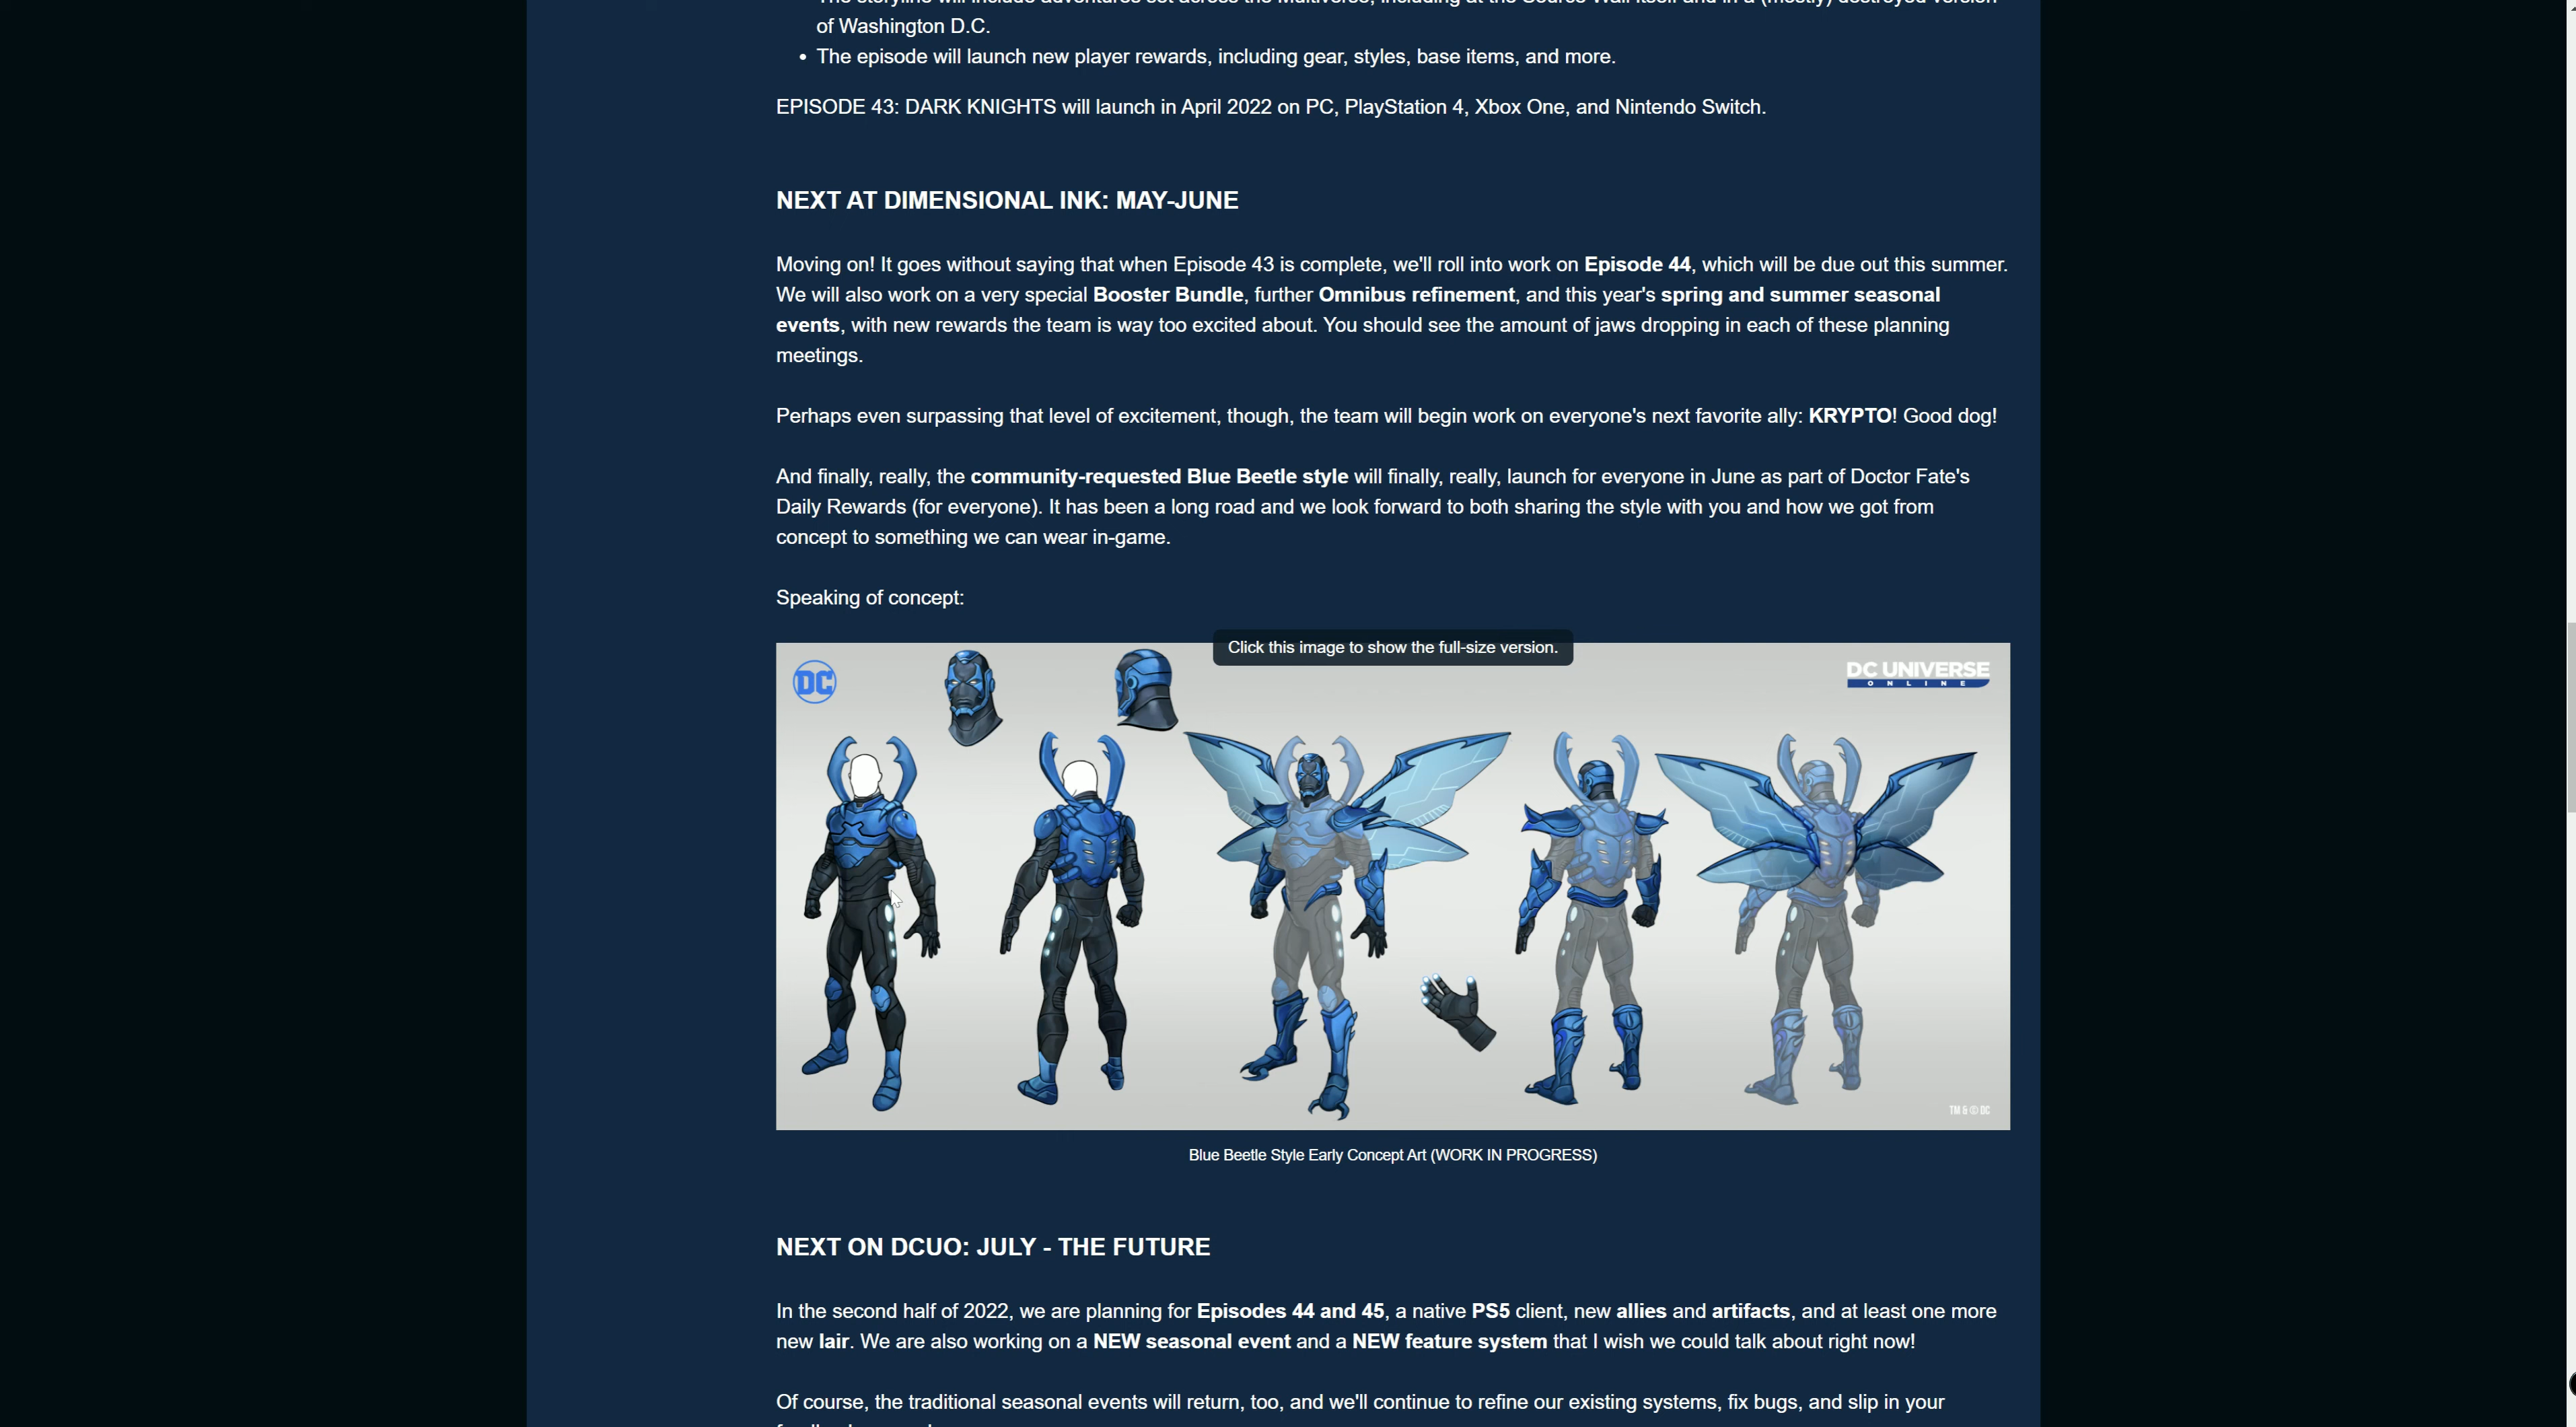 of Washington D.C.
• The episode will launch new player rewards, including gear, styles, base items, and more.
EPISODE 43: DARK KNIGHTS will launch in April 2022 on PC, PlayStation 4, Xbox One, and Nintendo Switch.
NEXT AT DIMENSIONAL INK: MAY-JUNE
Moving on! It goes without saying that when Episode 43 is complete, we'll roll into work on Episode 44, which will be due out this summer.
We will also work on a very special Booster Bundle, further Omnibus refinement, and this year's spring and summer seasonal
events, with new rewards the team is way too excited about. You should see the amount of jaws dropping in each of these planning
meetings.
Perhaps even surpassing that level of excitement, though, the team will begin work on everyone's next favorite ally: KRYPTO! Good dog!
And finally, really, the community-requested Blue Beetle style will finally, really, launch for everyone in June as part of Doctor Fate's
Daily Rewards (for everyone). It has been a long road and we look forward to both sharing the style with you and how we got from
concept to something we can wear in-game.
Speaking of concept:
Click this image to show the full-size version.
DC
DC UNIVERSE
ONLINE
TM & © DC
Blue Beetle Style Early Concept Art (WORK IN PROGRESS)
NEXT ON DCUO: JULY - THE FUTURE
In the second half of 2022, we are planning for Episodes 44 and 45, a native PS5 client, new allies and artifacts, and at least one more
new lair. We are also working on a NEW seasonal event and a NEW feature system that I wish we could talk about right now!
Of course, the traditional seasonal events will return, too, and we'll continue to refine our existing systems, fix bugs, and slip in your